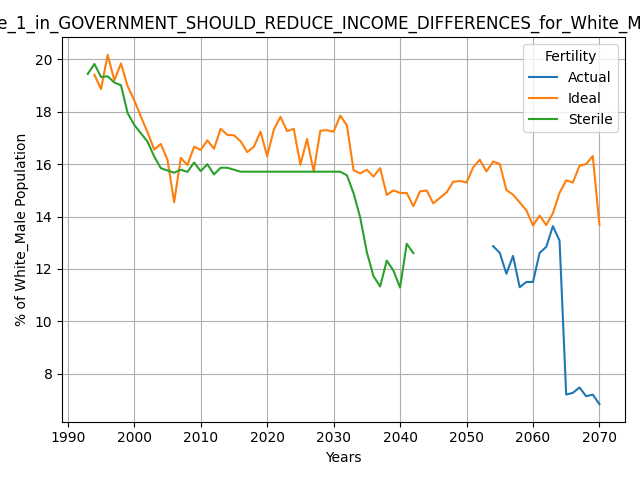 e_1_in_GOVERNMENT_SHOULD_REDUCE_INCOME_DIFFERENCES_for_White_M
Fertility
Actual
Ideal
Sterile
% of White_Male Population
20
18
16
14
12
10
8
1990 2000 2010 2020 2030 2040 2050 2060 2070
Years